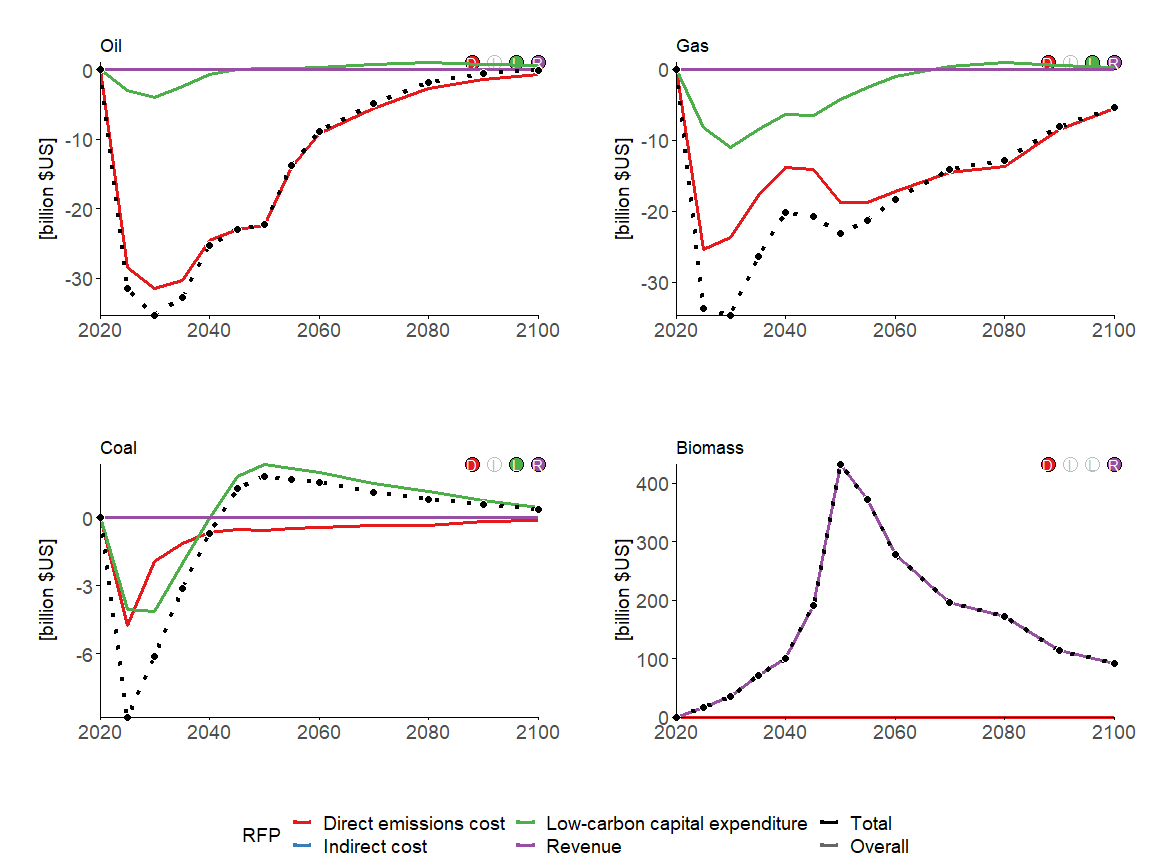 Oil
D I L R
[billion $US]
0
-10
-20
-30
2020 2040 2060 2080 2100
Gas
D I L R
[billion $US]
0
-10
-20
-30
2020 2040 2060 2080 2100
Coal
D I L R
[billion $US]
0
-3
-6
2020 2040 2060 2080 2100
Biomass
D I L R
[billion $US]
400
300
200
100
0
2020 2040 2060 2080 2100
RFP
Direct emissions cost Low-carbon capital expenditure Total
Indirect cost Revenue Overall